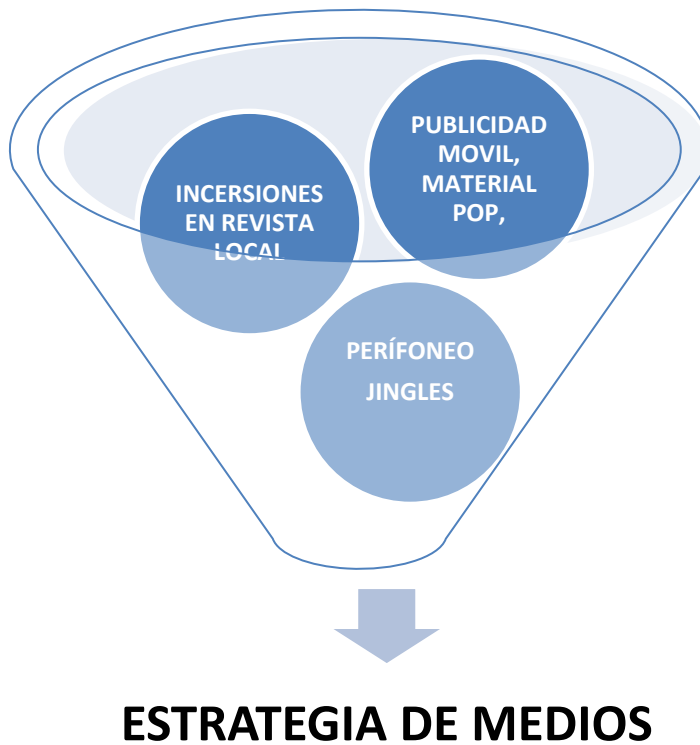 PUBLICIDAD
MOVIL,
MATERIAL
POP,
INCERSIONES
EN REVISTA
LOCAL
PERÍFONEO
JINGLES
ESTRATEGIA DE MEDIOS